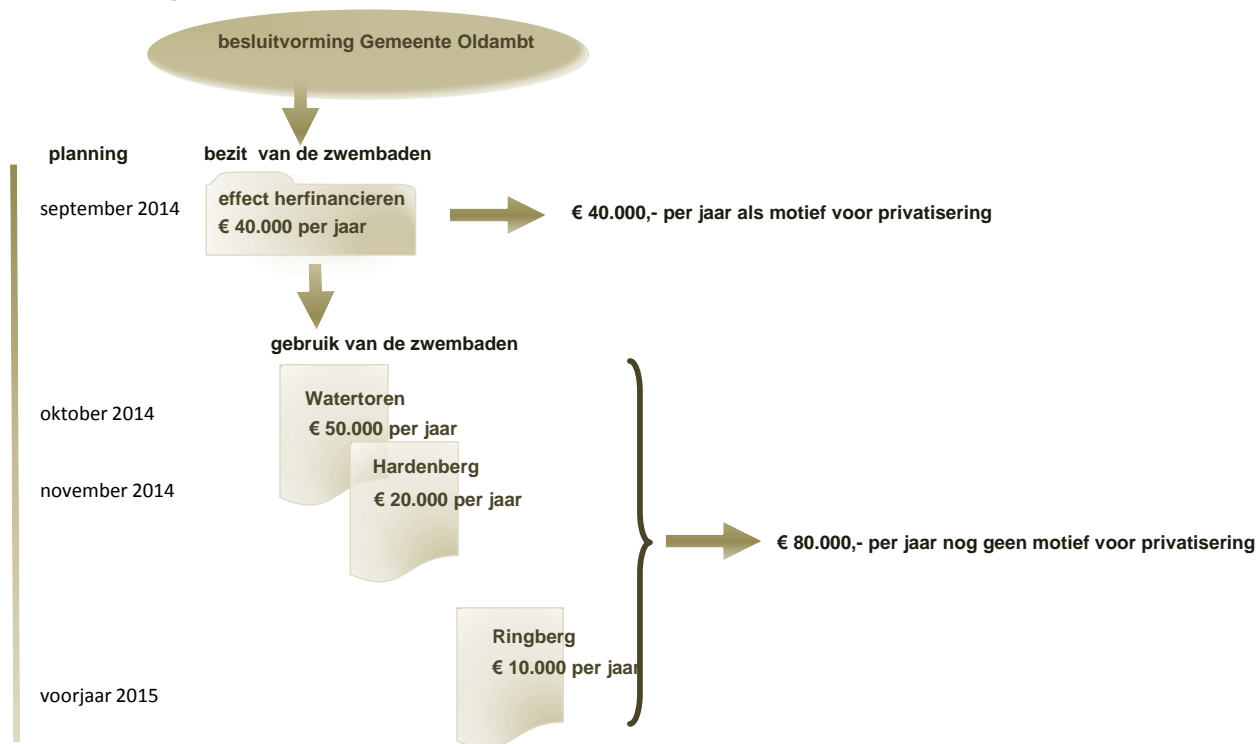 besluitvorming Gemeente Oldambt
planning
bezit van de zwembaden
september 2014
effect herfinancieren
€ 40.000 per jaar
€ 40.000,- per jaar als motief voor privatisering
gebruik van de zwembaden
oktober 2014
Watertoren
€ 50.000 per jaar
november 2014
Hardenberg
€ 20.000 per jaar
€ 80.000,- per jaar nog geen motief voor privatisering
Ringberg
€ 10.000 per jaar
voorjaar 2015